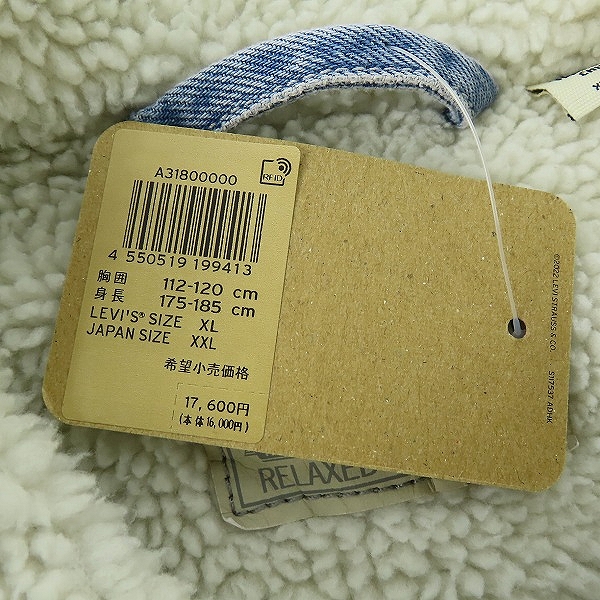 A31800000
RFID
4 550519 199413
胸囲 112-120 cm
身長 175-185 cm
LEVI'S® SIZE XL
JAPAN SIZE XXL
希望小売価格
17,600円
(本体16,000円)
©2022 LEVI STRAUSS & CO.
S117537 ADHK
RELAXED